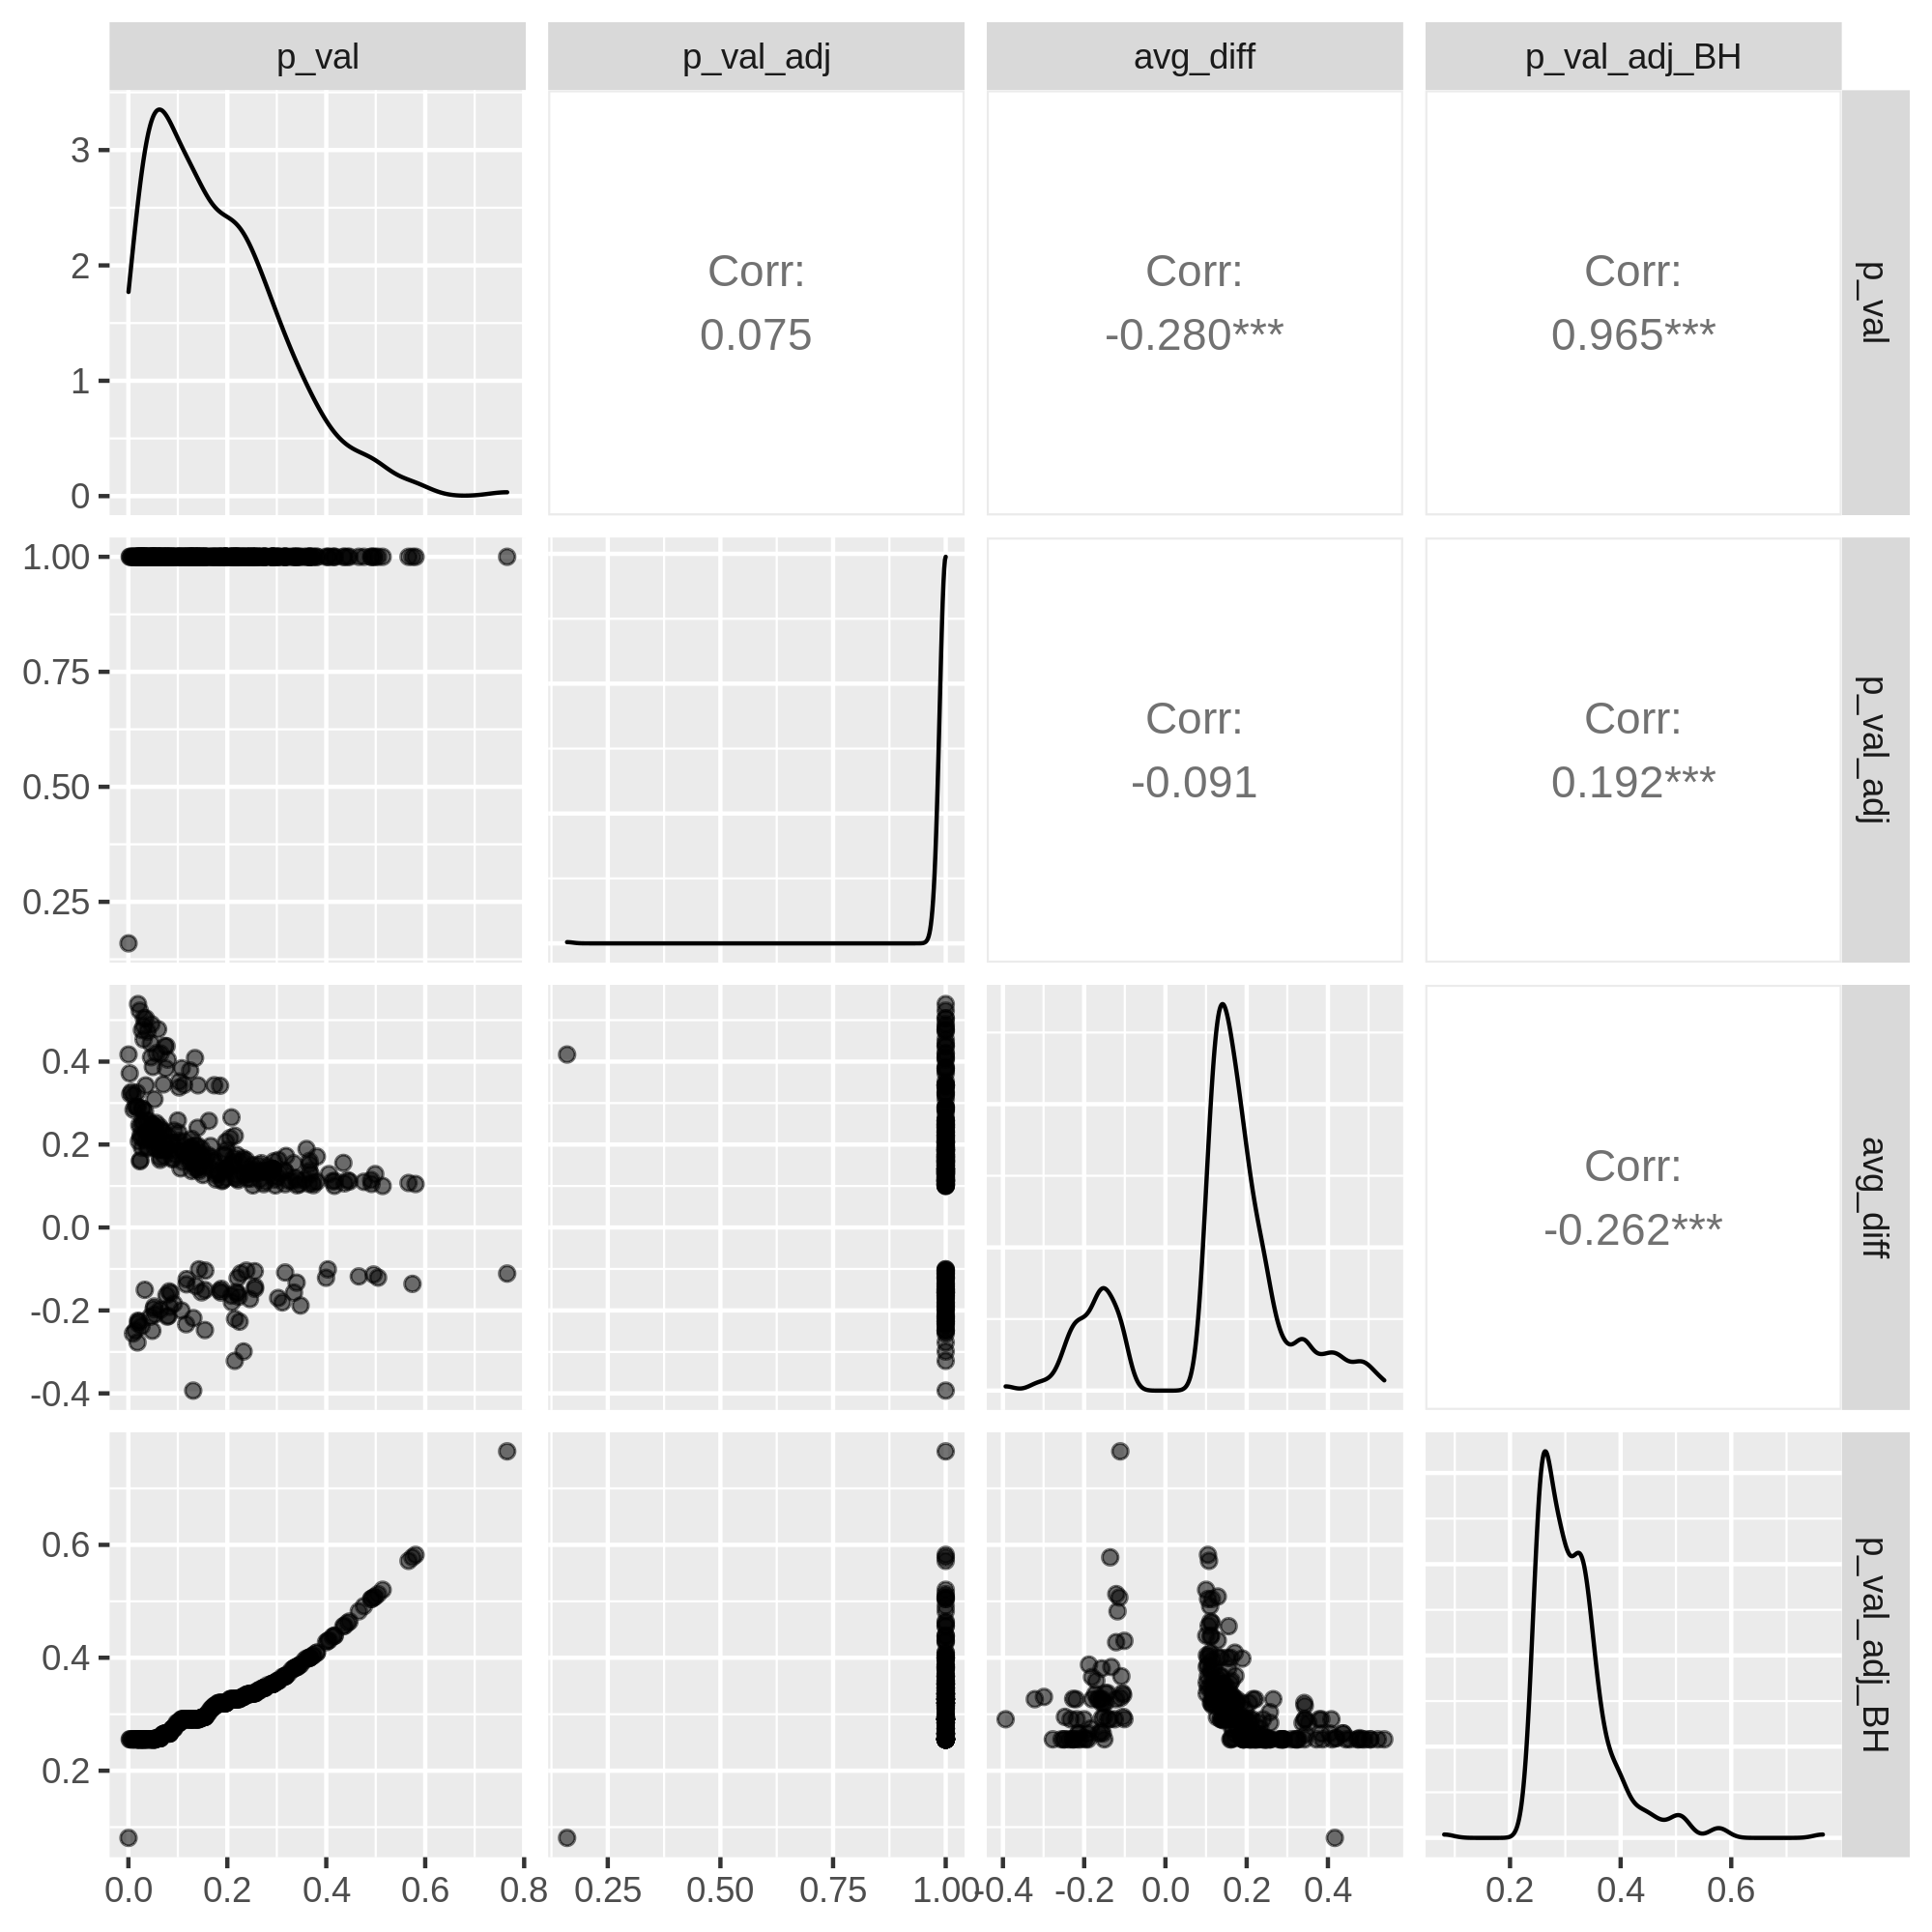 p_val
p_val_adj
avg_diff
p_val_adj_BH
3
2
1
0
Corr:
0.075
Corr:
-0.280***
Corr:
0.965***
p_val
1.00
0.75
0.50
0.25
Corr:
-0.091
Corr:
0.192***
p_val_adj
0.4
0.2
0.0
-0.2
-0.4
Corr:
-0.262***
avg_diff
0.6
0.4
0.2
p_val_adj_BH
0.0 0.2 0.4 0.6 0.8
0.25 0.50 0.75 1.00
-0.4 -0.2 0.0 0.2 0.4
0.2 0.4 0.6